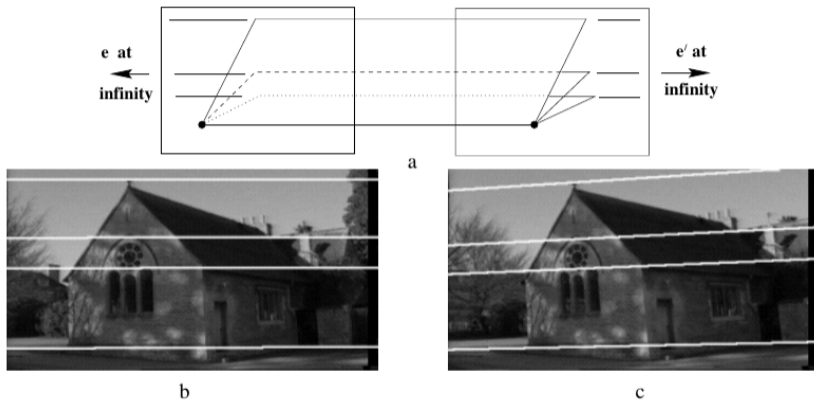 e at
infinity
e′ at
infinity
a
b
c